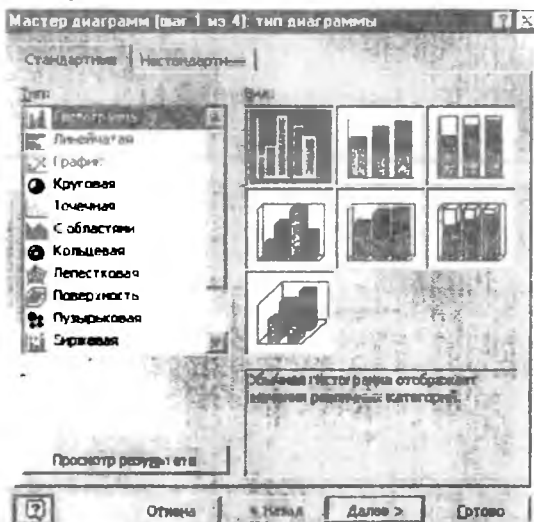 Мастер диаграмм (шаг 1 из 4): тип диаграммы
Стандартные Нестандартные
Тип:
Вид:
Гистограмма
Линейчатая
График
Круговая
Точечная
С областями
Кольцевая
Лепестковая
Поверхность
Пузырьковая
Биржевая
Обычная гистограмма отображает
значения различных категорий.
Просмотр результата
Отмена
< Назад
Далее >
Готово